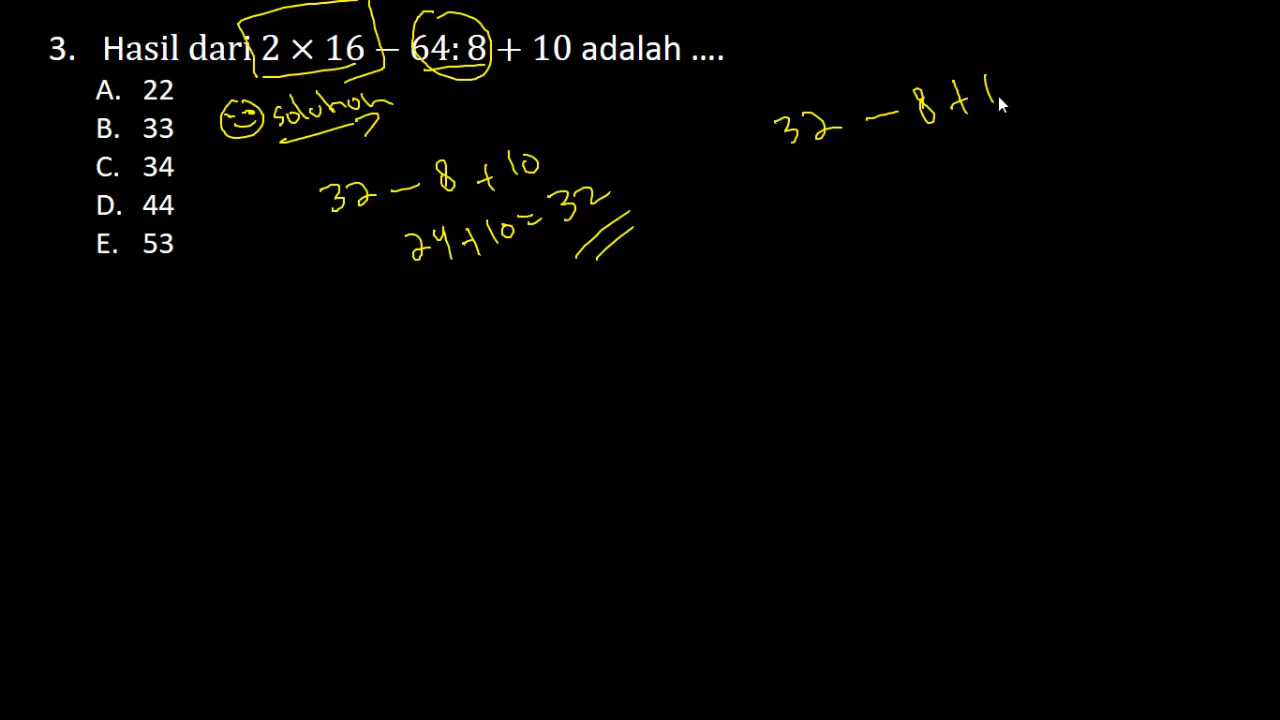 3. Hasil dari 2 × 16 − 64: 8 + 10 adalah ....
A. 22
B. 33
C. 34
D. 44
E. 53
solution
32 − 8 + 10
24 + 10 = 32
32 − 8 + 1